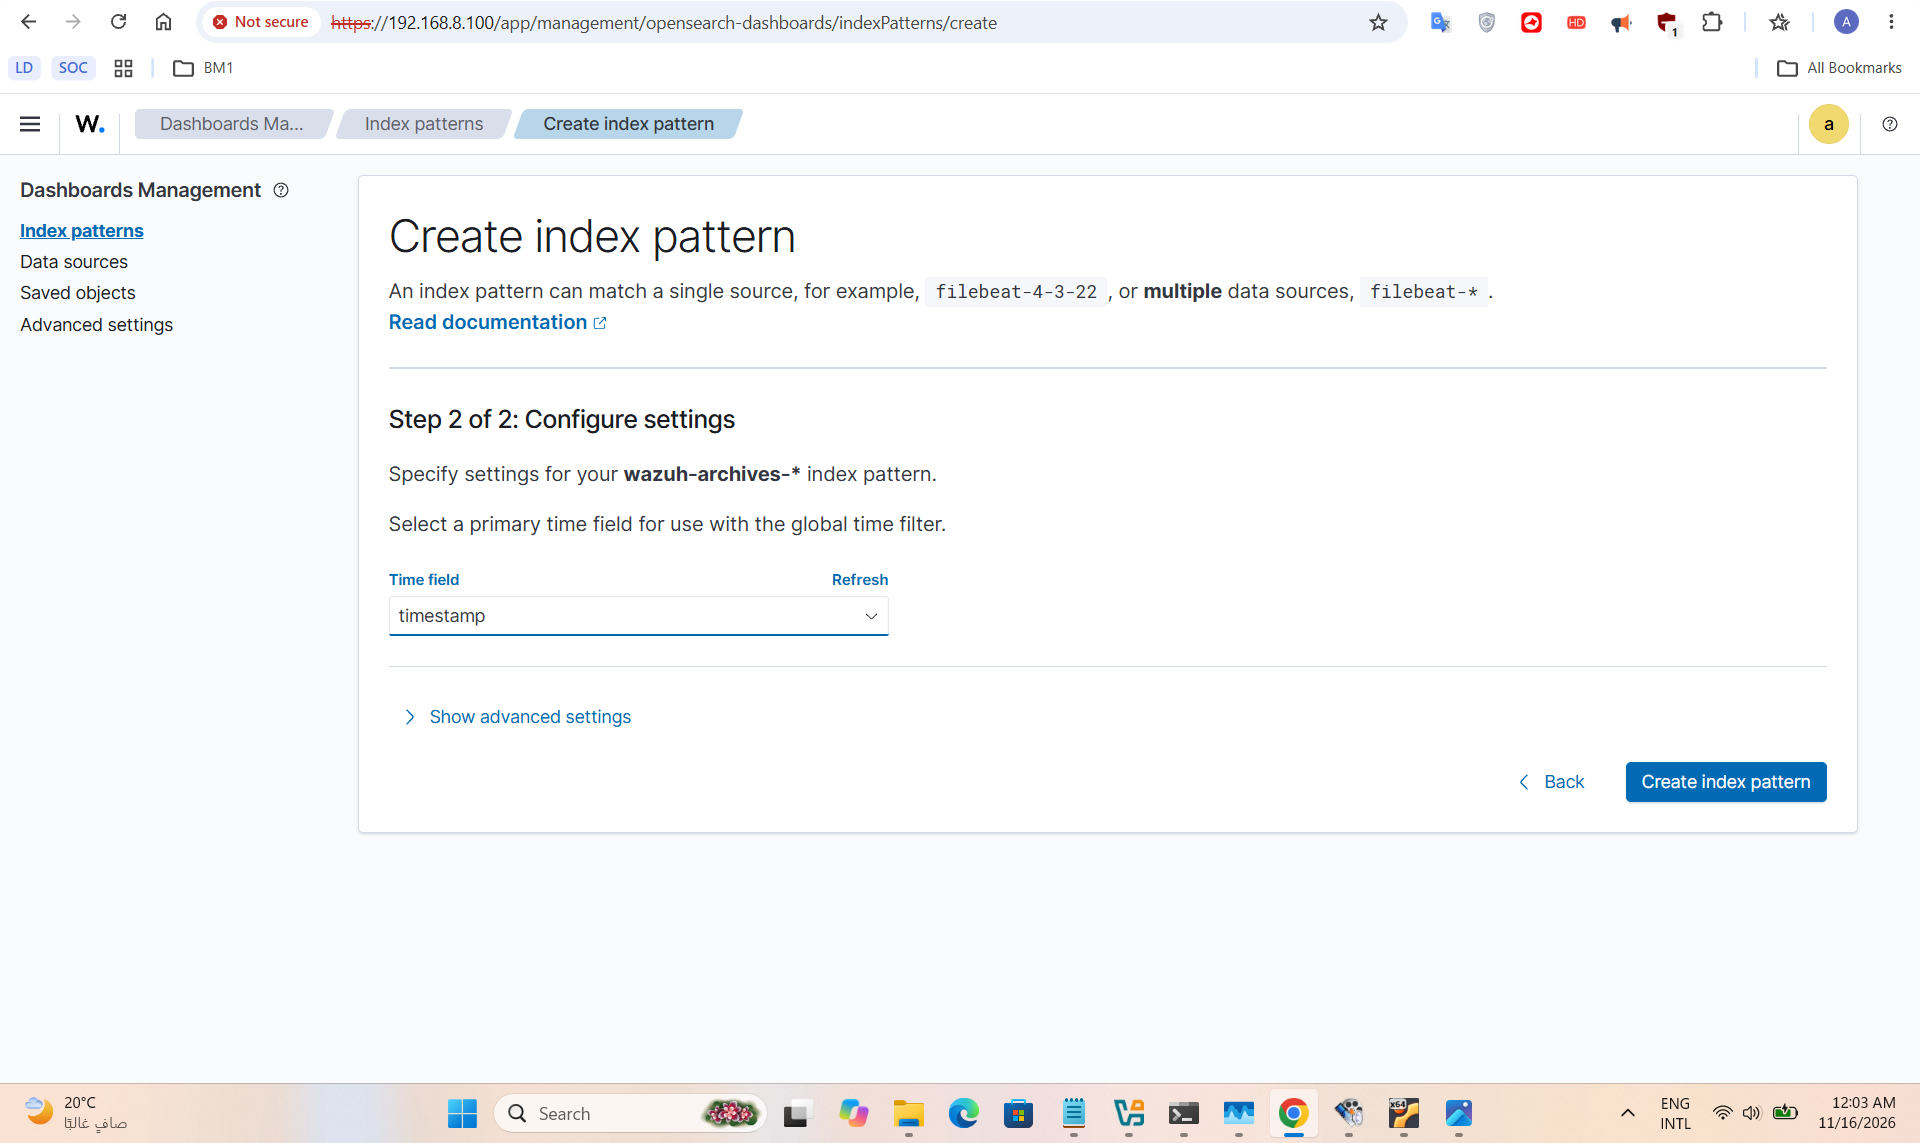 Not secure
https://192.168.8.100/app/management/opensearch-dashboards/indexPatterns/create
HD
1
A
LD
SOC
BM1
All Bookmarks
W.
Dashboards Ma...
Index patterns
Create index pattern
a
Dashboards Management
Index patterns
Data sources
Saved objects
Advanced settings
Create index pattern
An index pattern can match a single source, for example, filebeat-4-3-22 , or multiple data sources, filebeat-* .
Read documentation
Step 2 of 2: Configure settings
Specify settings for your wazuh-archives-* index pattern.
Select a primary time field for use with the global time filter.
Time field
Refresh
timestamp
Show advanced settings
Back
Create index pattern
20°C
صافٍ غالبًا
Search
X64
ENG
INTL
12:03 AM
11/16/2026